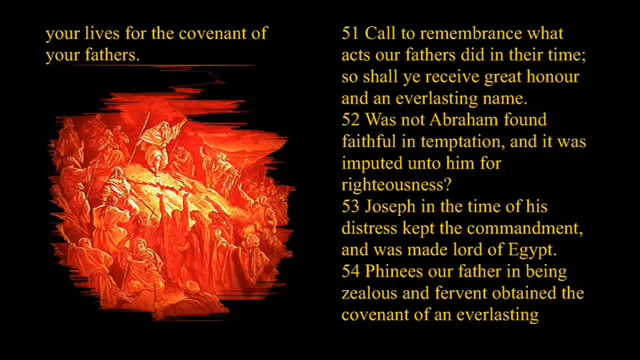 your lives for the covenant of
your fathers.
51 Call to remembrance what
acts our fathers did in their time;
so shall ye receive great honour
and an everlasting name.
52 Was not Abraham found
faithful in temptation, and it was
imputed unto him for
righteousness?
53 Joseph in the time of his
distress kept the commandment,
and was made lord of Egypt.
54 Phinees our father in being
zealous and fervent obtained the
covenant of an everlasting